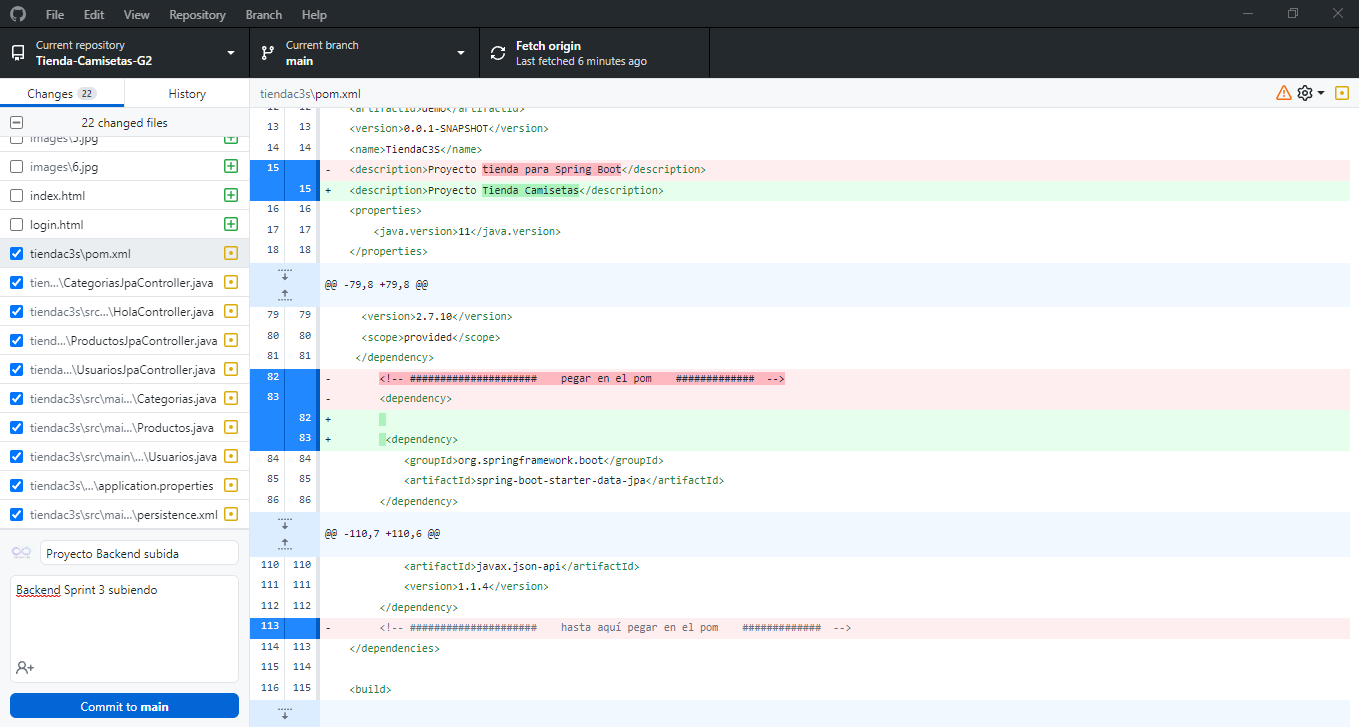 File Edit View Repository Branch Help
Current repository
Tienda-Camisetas-G2
Current branch
main
Fetch origin
Last fetched 6 minutes ago
Changes 22
History
22 changed files
images\5.jpg
images\6.jpg
index.html
login.html
tiendac3s\pom.xml
tien...\CategoriasJpaController.java
tiendac3s\src...\HolaController.java
tiend...\ProductosJpaController.java
tienda...\UsuariosJpaController.java
tiendac3s\src\mai...\Categorias.java
tiendac3s\src\mai...\Productos.java
tiendac3s\src\main\...\Usuarios.java
tiendac3s\...\application.properties
tiendac3s\src\mai...\persistence.xml
Proyecto Backend subida
Backend Sprint 3 subiendo
Commit to main
tiendac3s\pom.xml
12 12 <artifactId>demo</artifactId>
13 13 <version>0.0.1-SNAPSHOT</version>
14 14 <name>TiendaC3S</name>
15 - <description>Proyecto tienda para Spring Boot</description>
15 + <description>Proyecto Tienda Camisetas</description>
16 16 <properties>
17 17 <java.version>11</java.version>
18 18 </properties>
@@ -79,8 +79,8 @@
79 79 <version>2.7.10</version>
80 80 <scope>provided</scope>
81 81 </dependency>
82 - <!-- ##################### pegar en el pom ############# -->
83 - <dependency>
82 +
83 + <dependency>
84 84 <groupId>org.springframework.boot</groupId>
85 85 <artifactId>spring-boot-starter-data-jpa</artifactId>
86 86 </dependency>
@@ -110,7 +110,6 @@
110 110 <artifactId>javax.json-api</artifactId>
111 111 <version>1.1.4</version>
112 112 </dependency>
113 - <!-- ##################### hasta aquí pegar en el pom ############# -->
114 113 </dependencies>
115 114
116 115 <build>